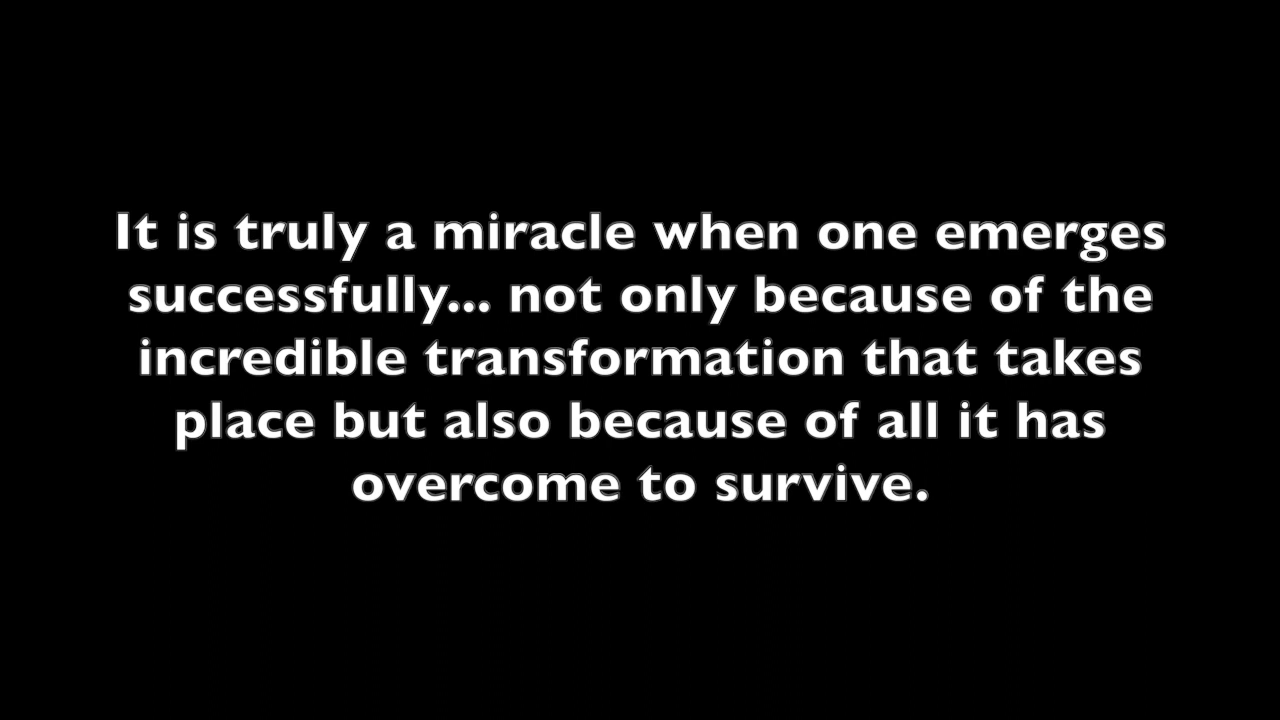 It is truly a miracle when one emerges
successfully... not only because of the
incredible transformation that takes
place but also because of all it has
overcome to survive.